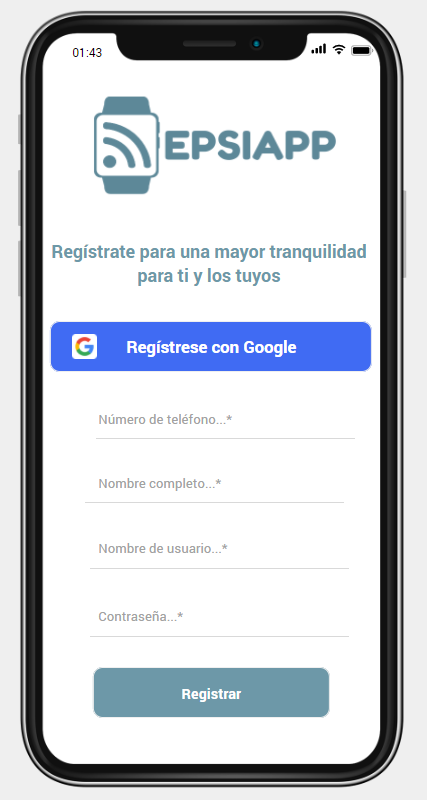 01:43
EPSIAPP
Regístrate para una mayor tranquilidad
para ti y los tuyos
Regístrese con Google
Número de teléfono...*
Nombre completo...*
Nombre de usuario...*
Contraseña...*
Registrar